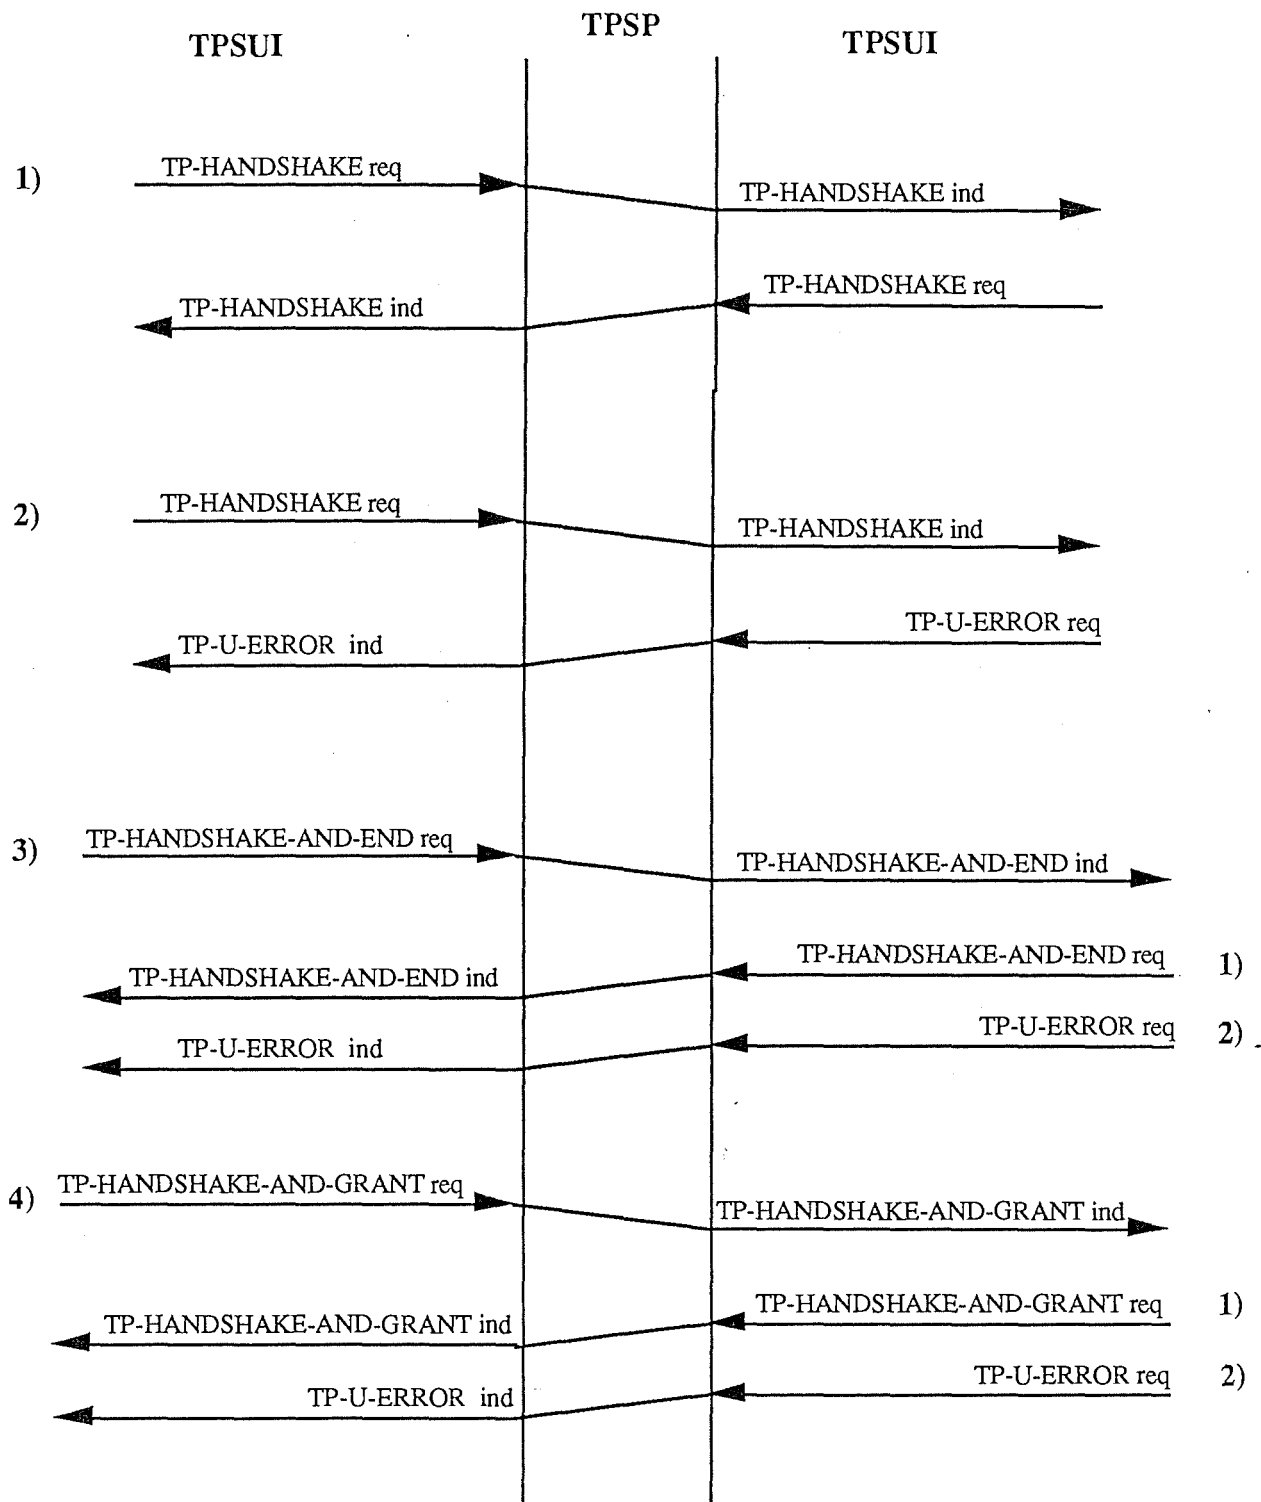 TPSUI
TPSP
TPSUI
1)
TP-HANDSHAKE req
TP-HANDSHAKE ind
TP-HANDSHAKE req
TP-HANDSHAKE ind
2)
TP-HANDSHAKE req
TP-HANDSHAKE ind
TP-U-ERROR req
TP-U-ERROR ind
3)
TP-HANDSHAKE-AND-END req
TP-HANDSHAKE-AND-END ind
TP-HANDSHAKE-AND-END req
1)
TP-HANDSHAKE-AND-END ind
TP-U-ERROR req
2)
TP-U-ERROR ind
4)
TP-HANDSHAKE-AND-GRANT req
TP-HANDSHAKE-AND-GRANT ind
TP-HANDSHAKE-AND-GRANT req
1)
TP-HANDSHAKE-AND-GRANT ind
TP-U-ERROR req
2)
TP-U-ERROR ind